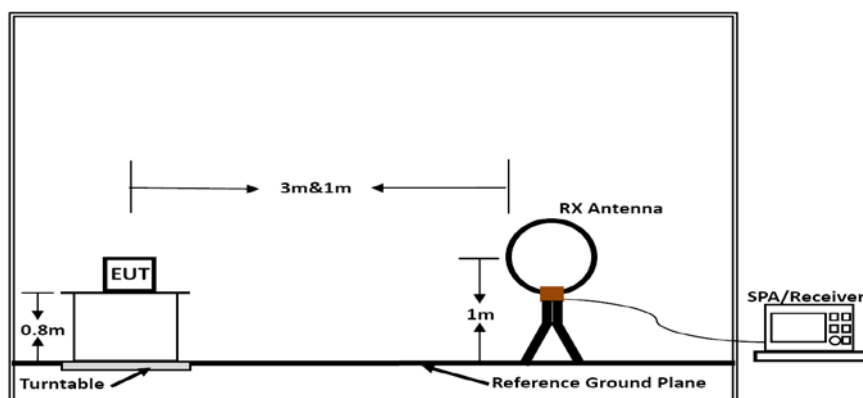 3m&1m
RX Antenna
EUT
0.8m
1m
SPA/Receiver
Turntable
Reference Ground Plane